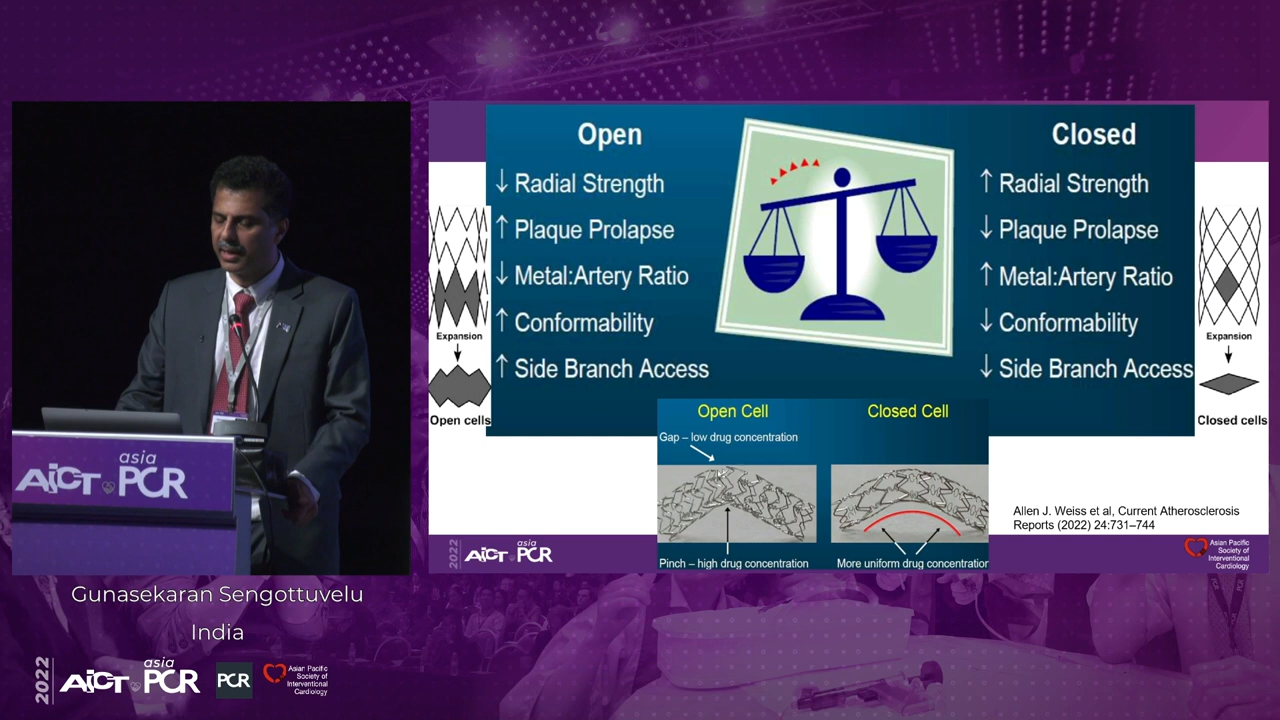 Open
↓ Radial Strength
↑ Plaque Prolapse
↓ Metal:Artery Ratio
↑ Conformability
↑ Side Branch Access
Closed
↑ Radial Strength
↓ Plaque Prolapse
↑ Metal:Artery Ratio
↓ Conformability
↓ Side Branch Access
Expansion
Open cells
Expansion
Closed cells
Open Cell
Gap – low drug concentration
Pinch – high drug concentration
Closed Cell
More uniform drug concentration
Allen J. Weiss et al, Current Atherosclerosis
Reports (2022) 24:731–744
2022 AICT asia PCR
Asian Pacific
Society of
Interventional
Cardiology
AICT asia PCR
Gunasekaran Sengottuvelu
India
2022 AICT asia PCR
PCR
Asian Pacific
Society of
Interventional
Cardiology